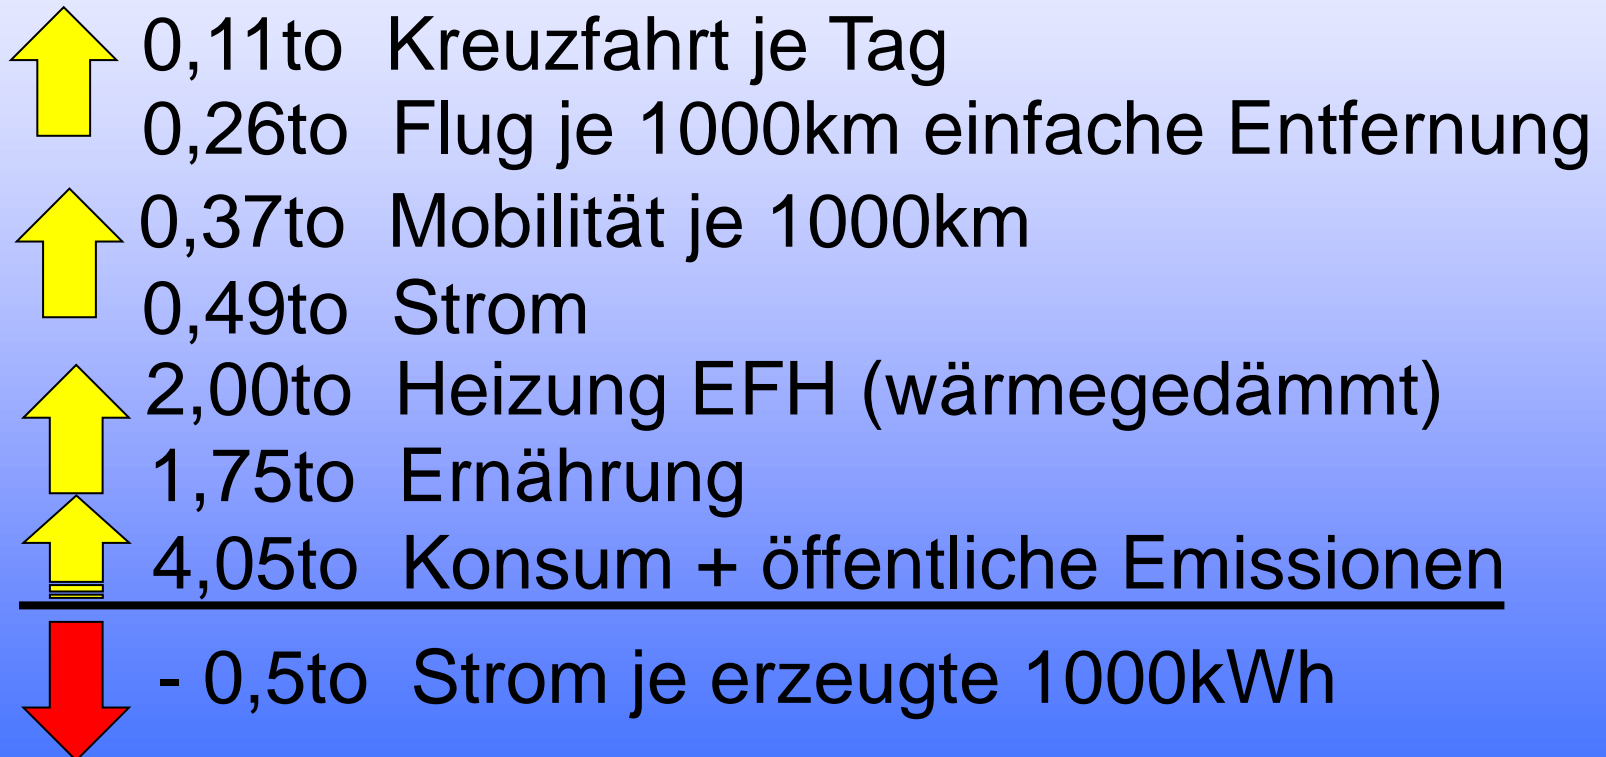 0,11to Kreuzfahrt je Tag
0,26to Flug je 1000km einfache Entfernung
0,37to Mobilität je 1000km
0,49to Strom
2,00to Heizung EFH (wärmegedämmt)
1,75to Ernährung
4,05to Konsum + öffentliche Emissionen
- 0,5to Strom je erzeugte 1000kWh